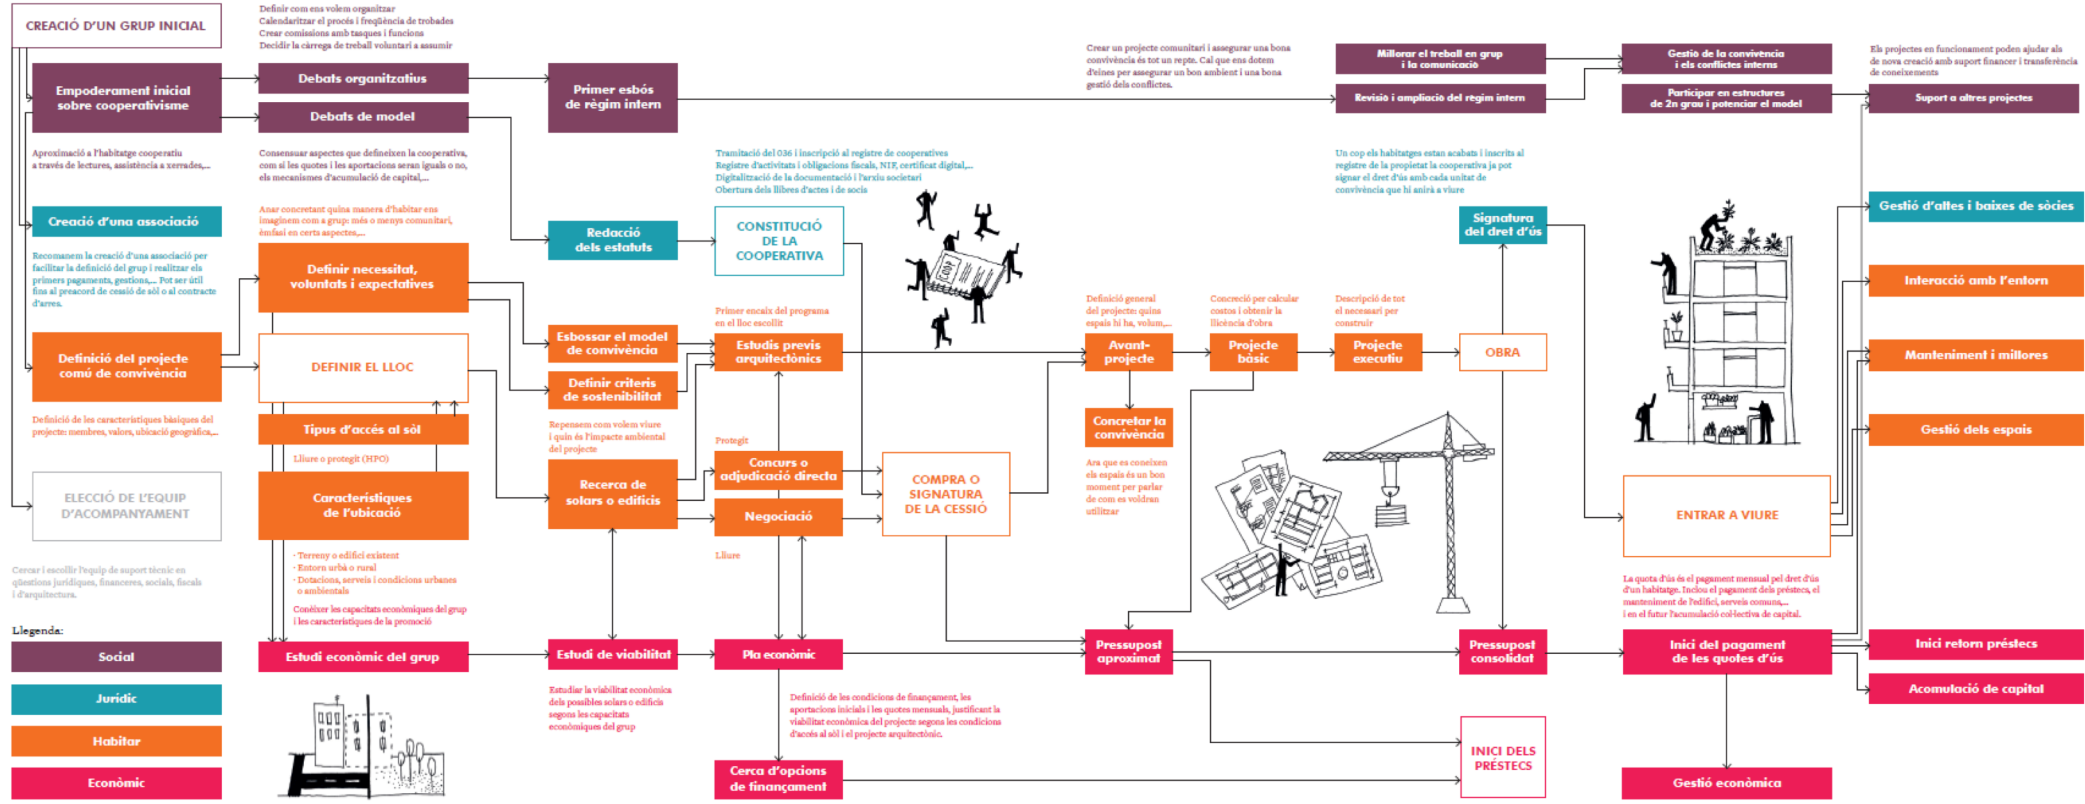 CREACIÓ D'UN GRUP INICIAL
Definir com ens volem organitzar
Calendaritzar el procés i freqüència de trobades
Crear comissions amb tasques i funcions
Decidir la càrrega de treball voluntari a assumir
Empoderament inicial
sobre cooperativisme
Debats organitzatius
Debats de model
Primer esbós
de règim intern
Crear un projecte comunitari i assegurar una bona
convivència és tot un repte. Cal que ens dotem
d'eines per assegurar un bon ambient i una bona
gestió dels conflictes.
Millorar el treball en grup
i la comunicació
Revisió i ampliació del règim intern
Gestió de la convivència
i els conflictes interns
Participar en estructures
de 2n grau i potenciar el model
Els projectes en funcionament poden ajudar als
de nova creació amb suport financer i transferència
de coneixements
Suport a altres projectes
Aproximació a l'habitatge cooperatiu
a través de lectures, assistència a xerrades,...
Consensuar aspectes que defineixen la cooperativa,
com si les quotes i les aportacions seran iguals o no,
els mecanismes d'acumulació de capital,...
Tramitació del 036 i inscripció al registre de cooperatives
Registre d'activitats i obligacions fiscals, NIF, certificat digital,...
Digitalització de la documentació i l'arxiu societari
Obertura dels llibres d'actes i de socis
Un cop els habitatges estan acabats i inscrits al
registre de la propietat la cooperativa ja pot
signar el dret d'ús amb cada unitat de
convivència que hi anirà a viure
Creació d'una associació
Recomanem la creació d'una associació per
facilitar la definició del grup i realitzar els
primers pagaments, gestions,... Pot ser útil
fins al preacord de cessió de sòl o al contracte
d'arres.
Anar concretant quina manera d'habitar ens
imaginem com a grup: més o menys comunitari,
èmfasi en certs aspectes,...
Definir necessitat,
voluntats i expectatives
Redacció
dels estatuts
CONSTITUCIÓ
DE LA
COOPERATIVA
COOP
Signatura
del dret d'ús
Gestió d'altes i baixes de sòcies
Interacció amb l'entorn
Manteniment i millores
Gestió dels espais
Definició del projecte
comú de convivència
Definició de les característiques bàsiques del
projecte: membres, valors, ubicació geogràfica,...
DEFINIR EL LLOC
Tipus d'accés al sòl
Lliure o protegit (HPO)
Característiques
de l'ubicació
· Terreny o edifici existent
· Entorn urbà o rural
· Dotacions, serveis i condicions urbanes
o ambientals
Esbossar el model
de convivència
Definir criteris
de sostenibilitat
Repensem com volem viure
i quin és l'impacte ambiental
del projecte
Recerca de
solars o edificis
Primer encaix del programa
en el lloc escollit
Estudis previs
arquitectònics
Protegit
Concurs o
adjudicació directa
Negociació
Lliure
COMPRA O
SIGNATURA
DE LA CESSIÓ
Definició general
del projecte: quins
espais hi ha, volum,...
Avant-
projecte
Concretar la
convivència
Ara que es coneixen
els espais és un bon
moment per parlar
de com es voldran
utilitzar
Concreció per calcular
costos i obtenir la
llicència d'obra
Projecte
bàsic
Descripció de tot
el necessari per
construir
Projecte
executiu
OBRA
ENTRAR A VIURE
La quota d'ús és el pagament mensual pel dret d'ús
d'un habitatge. Inclou el pagament dels préstecs, el
manteniment de l'edifici, serveis comuns,...
i en el futur l'acumulació col·lectiva de capital.
ELECCIÓ DE L'EQUIP
D'ACOMPANYAMENT
Cercar i escollir l'equip de suport tècnic en
qüestions jurídiques, financeres, socials, fiscals
i d'arquitectura.
Conèixer les capacitats econòmiques del grup
i les característiques de la promoció
Estudi econòmic del grup
Estudi de viabilitat
Estudiar la viabilitat econòmica
dels possibles solars o edificis
segons les capacitats
econòmiques del grup
Pla econòmic
Definició de les condicions de finançament, les
aportacions inicials i les quotes mensuals, justificant la
viabilitat econòmica del projecte segons les condicions
d'accés al sòl i el projecte arquitectònic.
Cerca d'opcions
de finançament
Pressupost
aproximat
Pressupost
consolidat
INICI DELS
PRÉSTECS
Inici del pagament
de les quotes d'ús
Gestió econòmica
Inici retorn préstecs
Acomulació de capital
Llegenda:
Social
Jurídic
Habitar
Econòmic